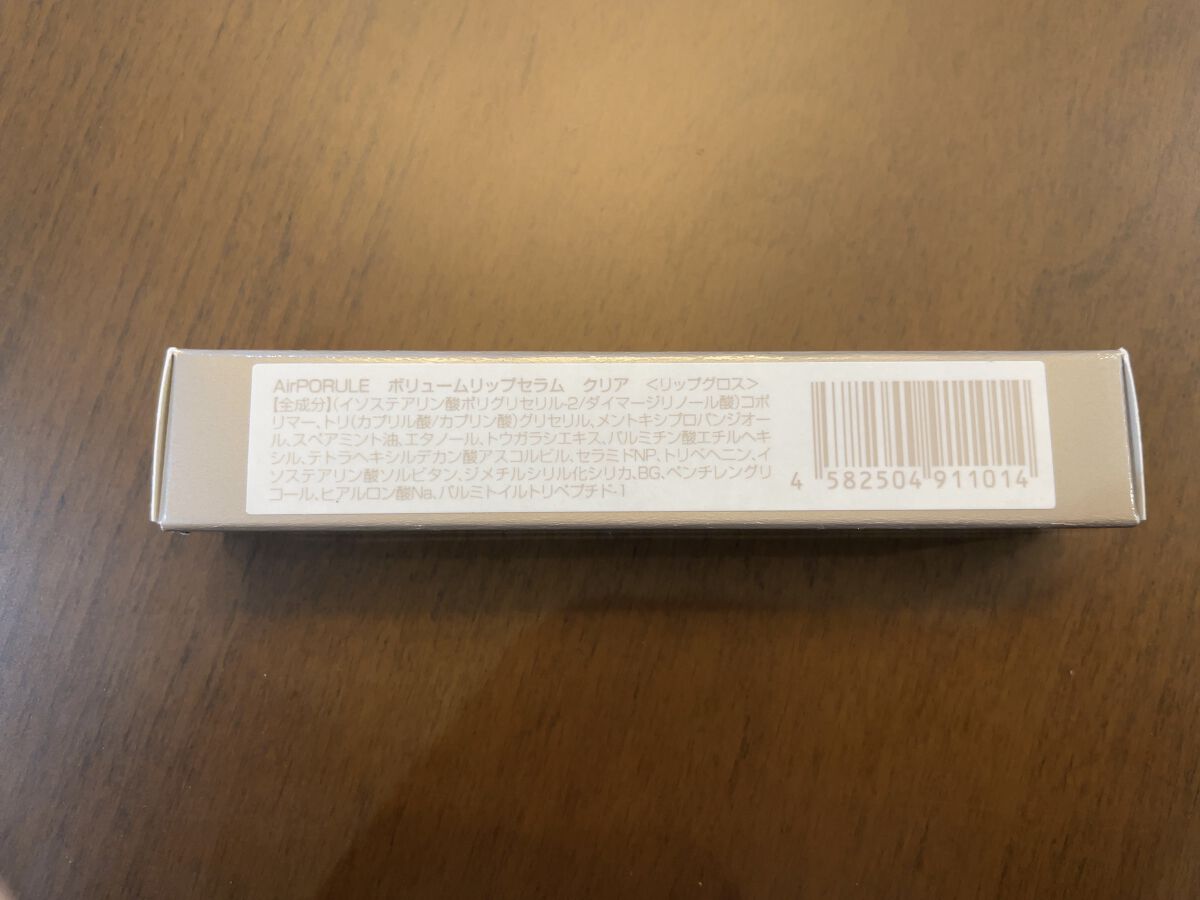 AirPORULE ボリュームリップセラム クリア <リップグロス>
【全成分】(イソステアリン酸ポリグリセリル-2/ダイマージリノール酸)コポ
リマー、トリ(カプリル酸/カプリン酸)グリセリル、メントキシプロパンジオー
ル、スペアミント油、エタノール、トウガラシエキス、パルミチン酸エチルヘキ
シル、テトラヘキシルデカン酸アスコルビル、セラミドNP、トリベヘニン、イ
ソステアリン酸ソルビタン、ジメチルシリル化シリカ、BG、ペンチレングリ
コール、ヒアルロン酸Na、パルミトイルトリペプチド-1
4 582504 911014